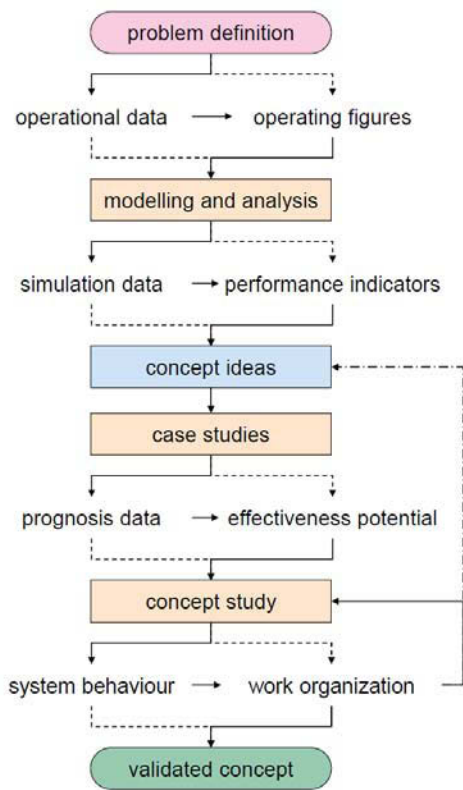 problem definition
operational data
operating figures
modelling and analysis
simulation data
performance indicators
concept ideas
case studies
prognosis data
effectiveness potential
concept study
system behaviour
work organization
validated concept